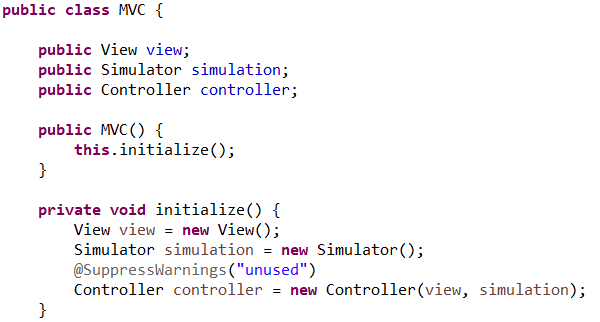 public class MVC {
public View view;
public Simulator simulation;
public Controller controller;
public MVC() {
this.initialize();
}
private void initialize() {
View view = new View();
Simulator simulation = new Simulator();
@SuppressWarnings("unused")
Controller controller = new Controller(view, simulation);
}